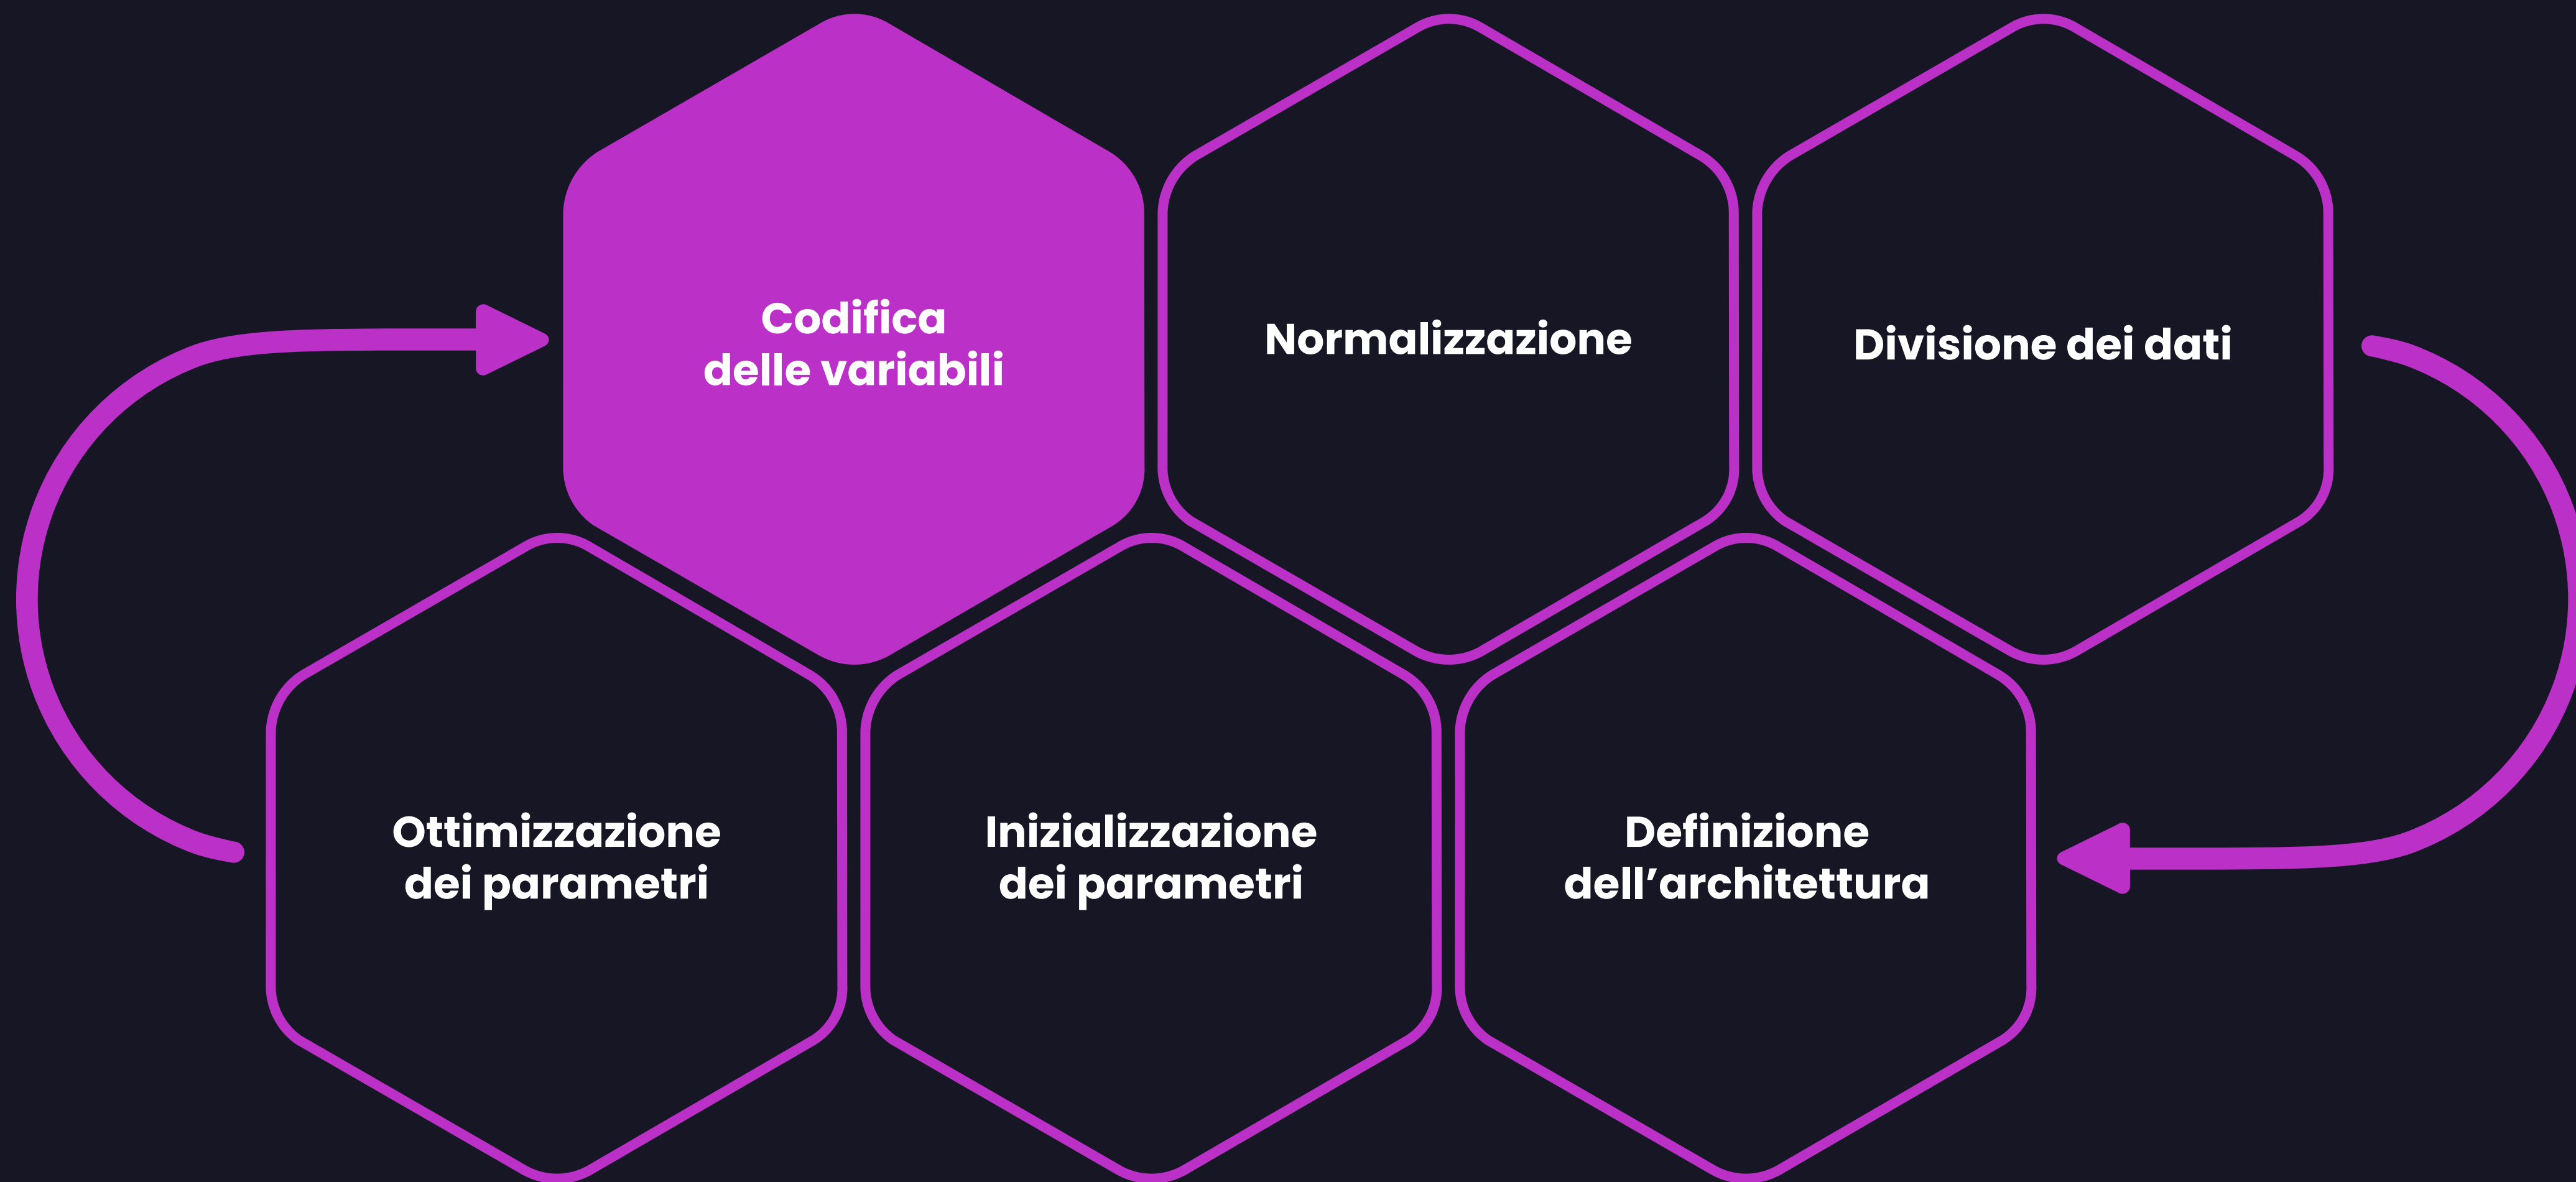 Codifica
delle variabili
Normalizzazione
Divisione dei dati
Ottimizzazione
dei parametri
Inizializzazione
dei parametri
Definizione
dell’architettura